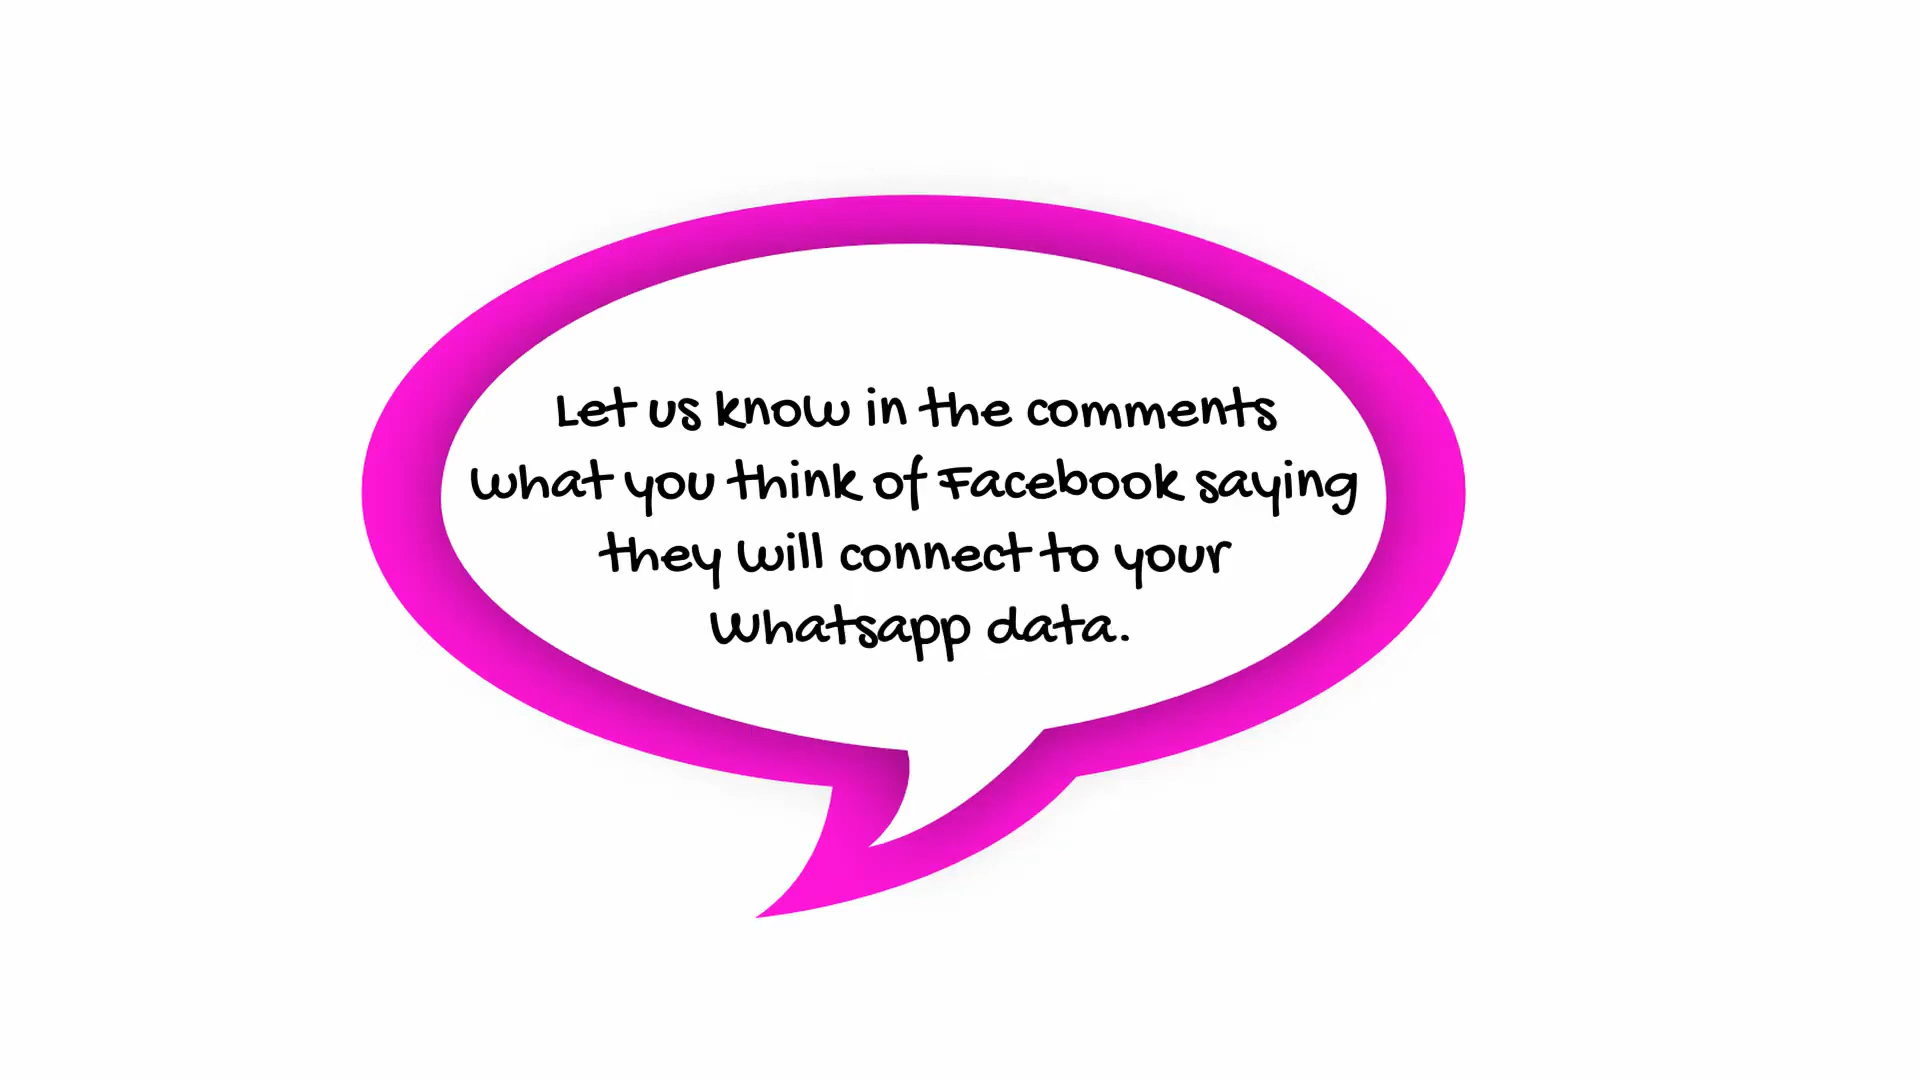 Let us know in the comments
what you think of Facebook saying
they will connect to your
Whatsapp data.